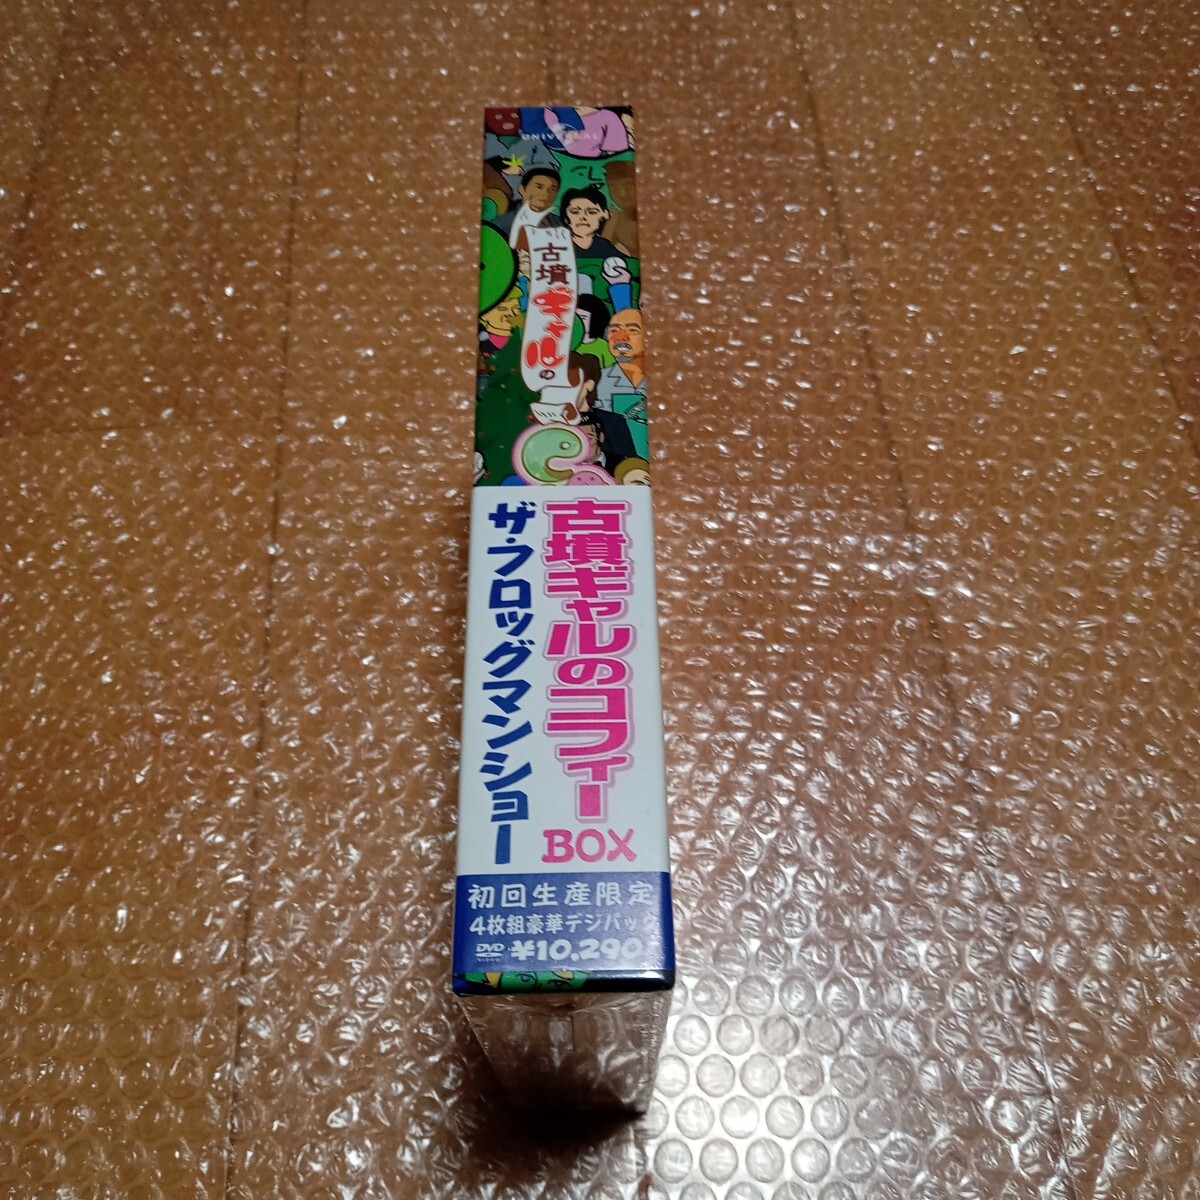 UNIVERSAL
古墳ギャルの
古墳ギャルのコフィー
BOX
ザ・フロッグマンショー
初回生産限定
4枚組豪華デジパック
DVD
VIDEO
¥10,290